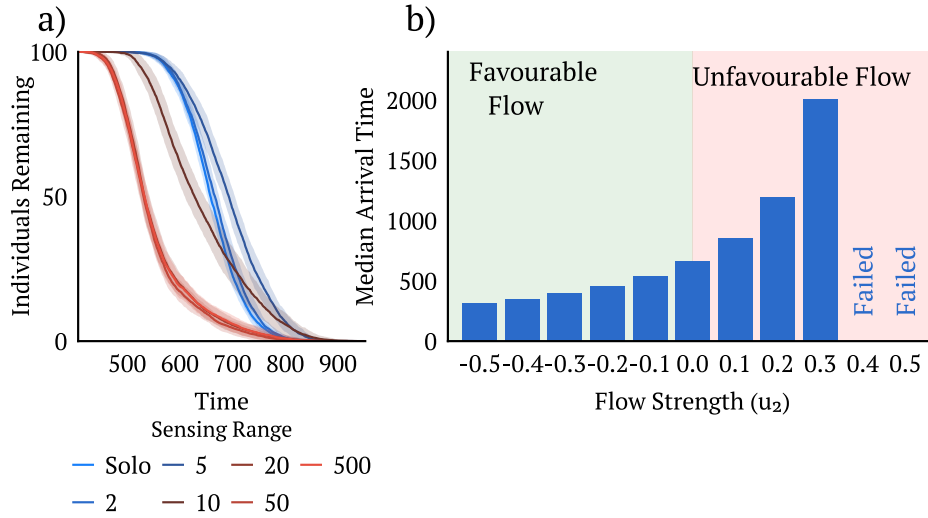 a)
100
50
0
Individuals Remaining
500 600 700 800 900
Time
Sensing Range
Solo 5 20 500
2 10 50
b)
Favourable
Flow
Unfavourable Flow
Median Arrival Time
2000
1500
1000
500
0
Failed
Failed
-0.5 -0.4 -0.3 -0.2 -0.1 0.0 0.1 0.2 0.3 0.4 0.5
Flow Strength (u₂)